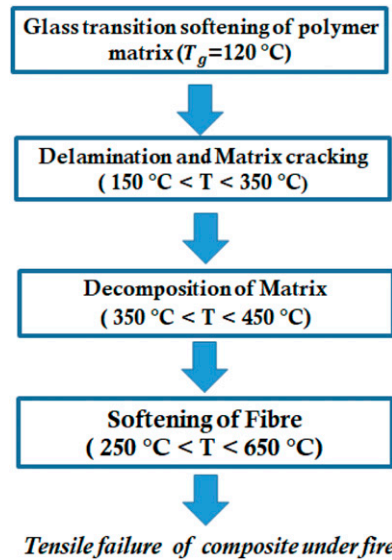 Glass transition softening of polymer
matrix (Tg=120 °C)
Delamination and Matrix cracking
( 150 °C < T < 350 °C)
Decomposition of Matrix
( 350 °C < T < 450 °C)
Softening of Fibre
( 250 °C < T < 650 °C)
Tensile failure of composite under fire